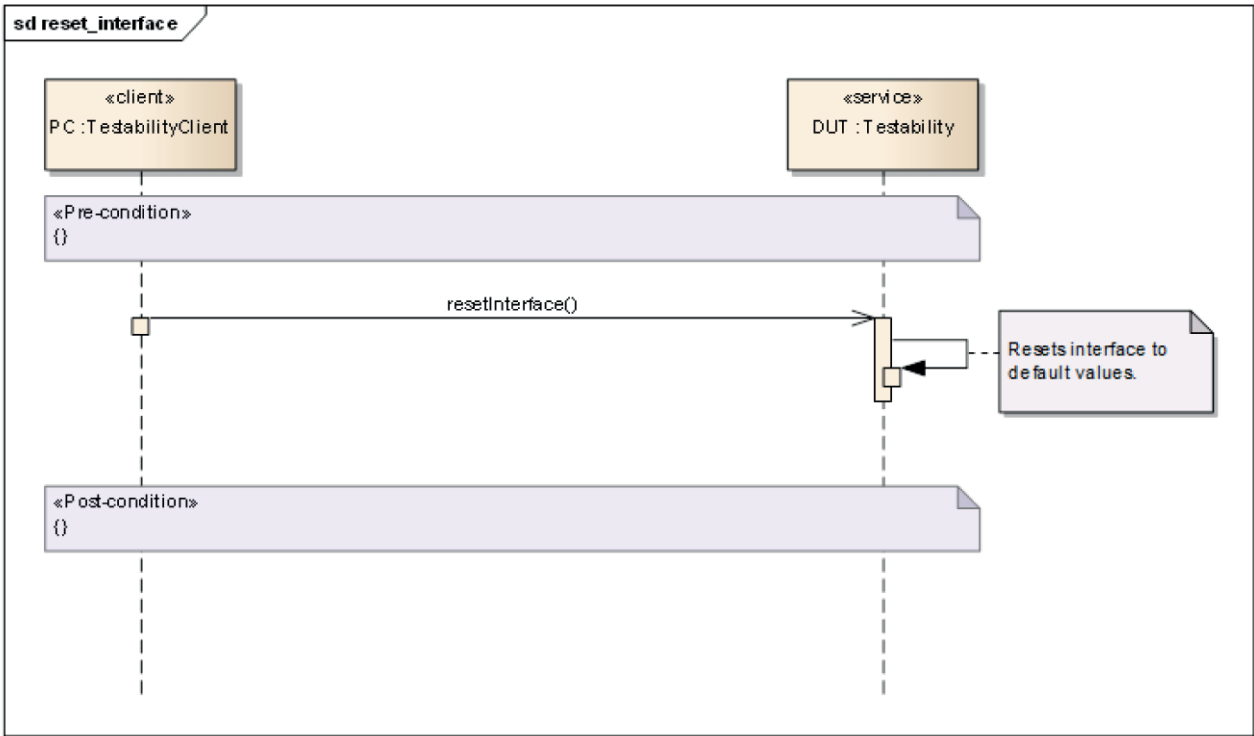 sd reset_interface
«client»
PC :TestabilityClient
«service»
DUT :Testability
«Pre-condition»
{}
resetInterface()
Resets interface to
default values.
«Post-condition»
{}